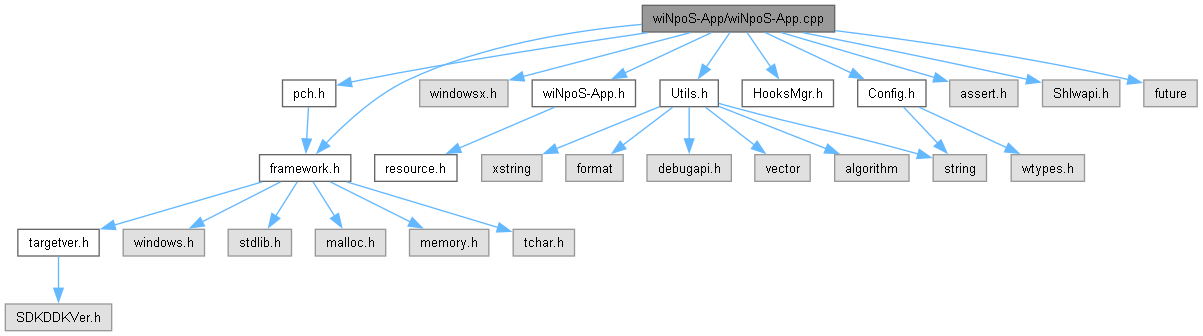 wiNpoS-App/wiNpoS-App.cpp
pch.h
windowsx.h
wiNpoS-App.h
Utils.h
HooksMgr.h
Config.h
assert.h
Shlwapi.h
future
framework.h
resource.h
xstring
format
debugapi.h
vector
algorithm
string
wtypes.h
targetver.h
windows.h
stdlib.h
malloc.h
memory.h
tchar.h
SDKDDKVer.h